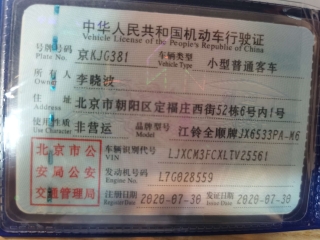 中华人民共和国机动车行驶证
Vehicle License of the People's Republic of China
号牌号码 京KJG381 车辆类型 小型普通客车
Plate No. Vehicle Type
所有人 李晓波
Owner
住址 北京市朝阳区定福庄西街52栋6号内1号
Address
使用性质 非营运 品牌型号 江铃全顺牌JX6533PA-M6
Use Character Model
北京市公安局公安交通管理局
车辆识别代号 LJXCM3FCXLTV25561
VIN
发动机号码 L7G028559
Engine No.
注册日期 2020-07-30 发证日期 2020-07-30
Register Date Issue Date